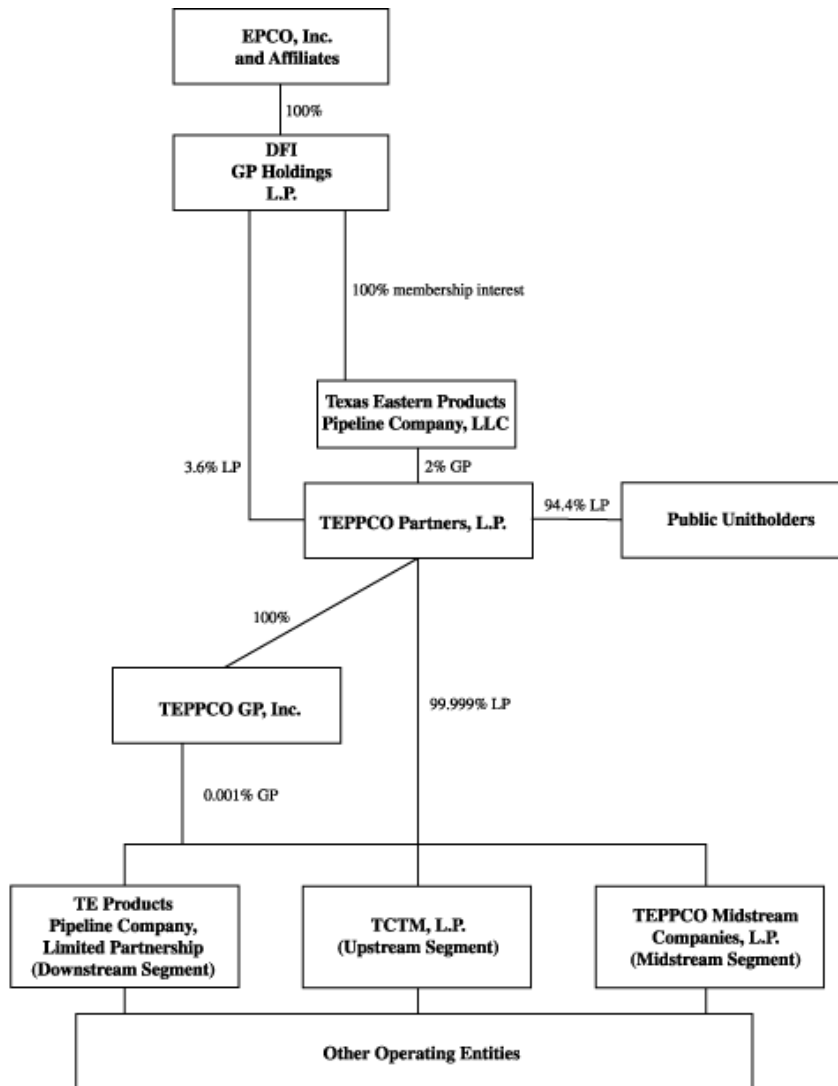 EPCO, Inc.
and Affiliates
100%
DFI
GP Holdings
L.P.
100% membership interest
Texas Eastern Products
Pipeline Company, LLC
3.6% LP
2% GP
TEPPCO Partners, L.P.
94.4% LP
Public Unitholders
100%
TEPPCO GP, Inc.
99.999% LP
0.001% GP
TE Products
Pipeline Company,
Limited Partnership
(Downstream Segment)
TCTM, L.P.
(Upstream Segment)
TEPPCO Midstream
Companies, L.P.
(Midstream Segment)
Other Operating Entities